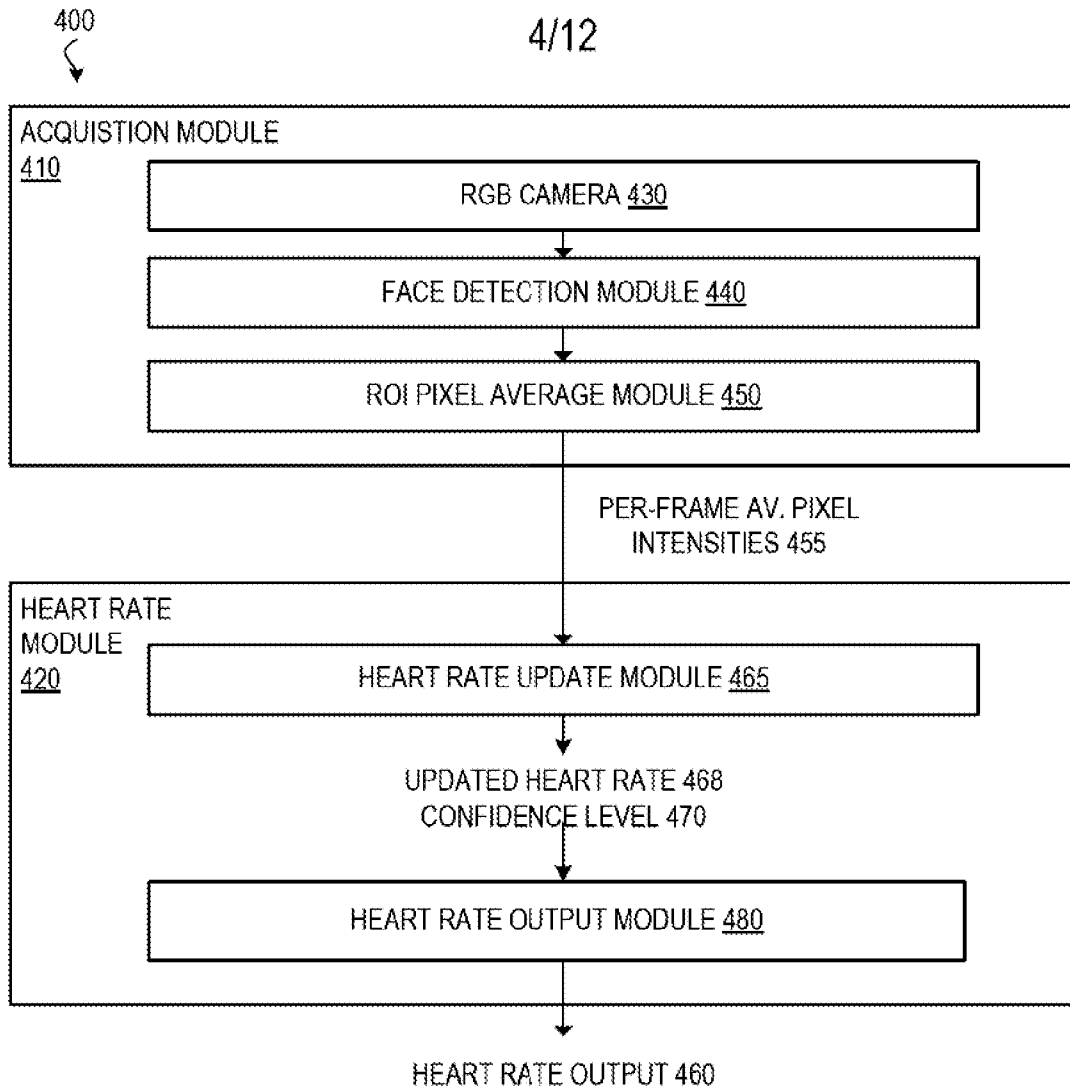 400
4/12
ACQUISTION MODULE
410
RGB CAMERA 430
FACE DETECTION MODULE 440
ROI PIXEL AVERAGE MODULE 450
PER-FRAME AV. PIXEL
INTENSITIES 455
HEART RATE
MODULE
420
HEART RATE UPDATE MODULE 465
UPDATED HEART RATE 468
CONFIDENCE LEVEL 470
HEART RATE OUTPUT MODULE 480
HEART RATE OUTPUT 460